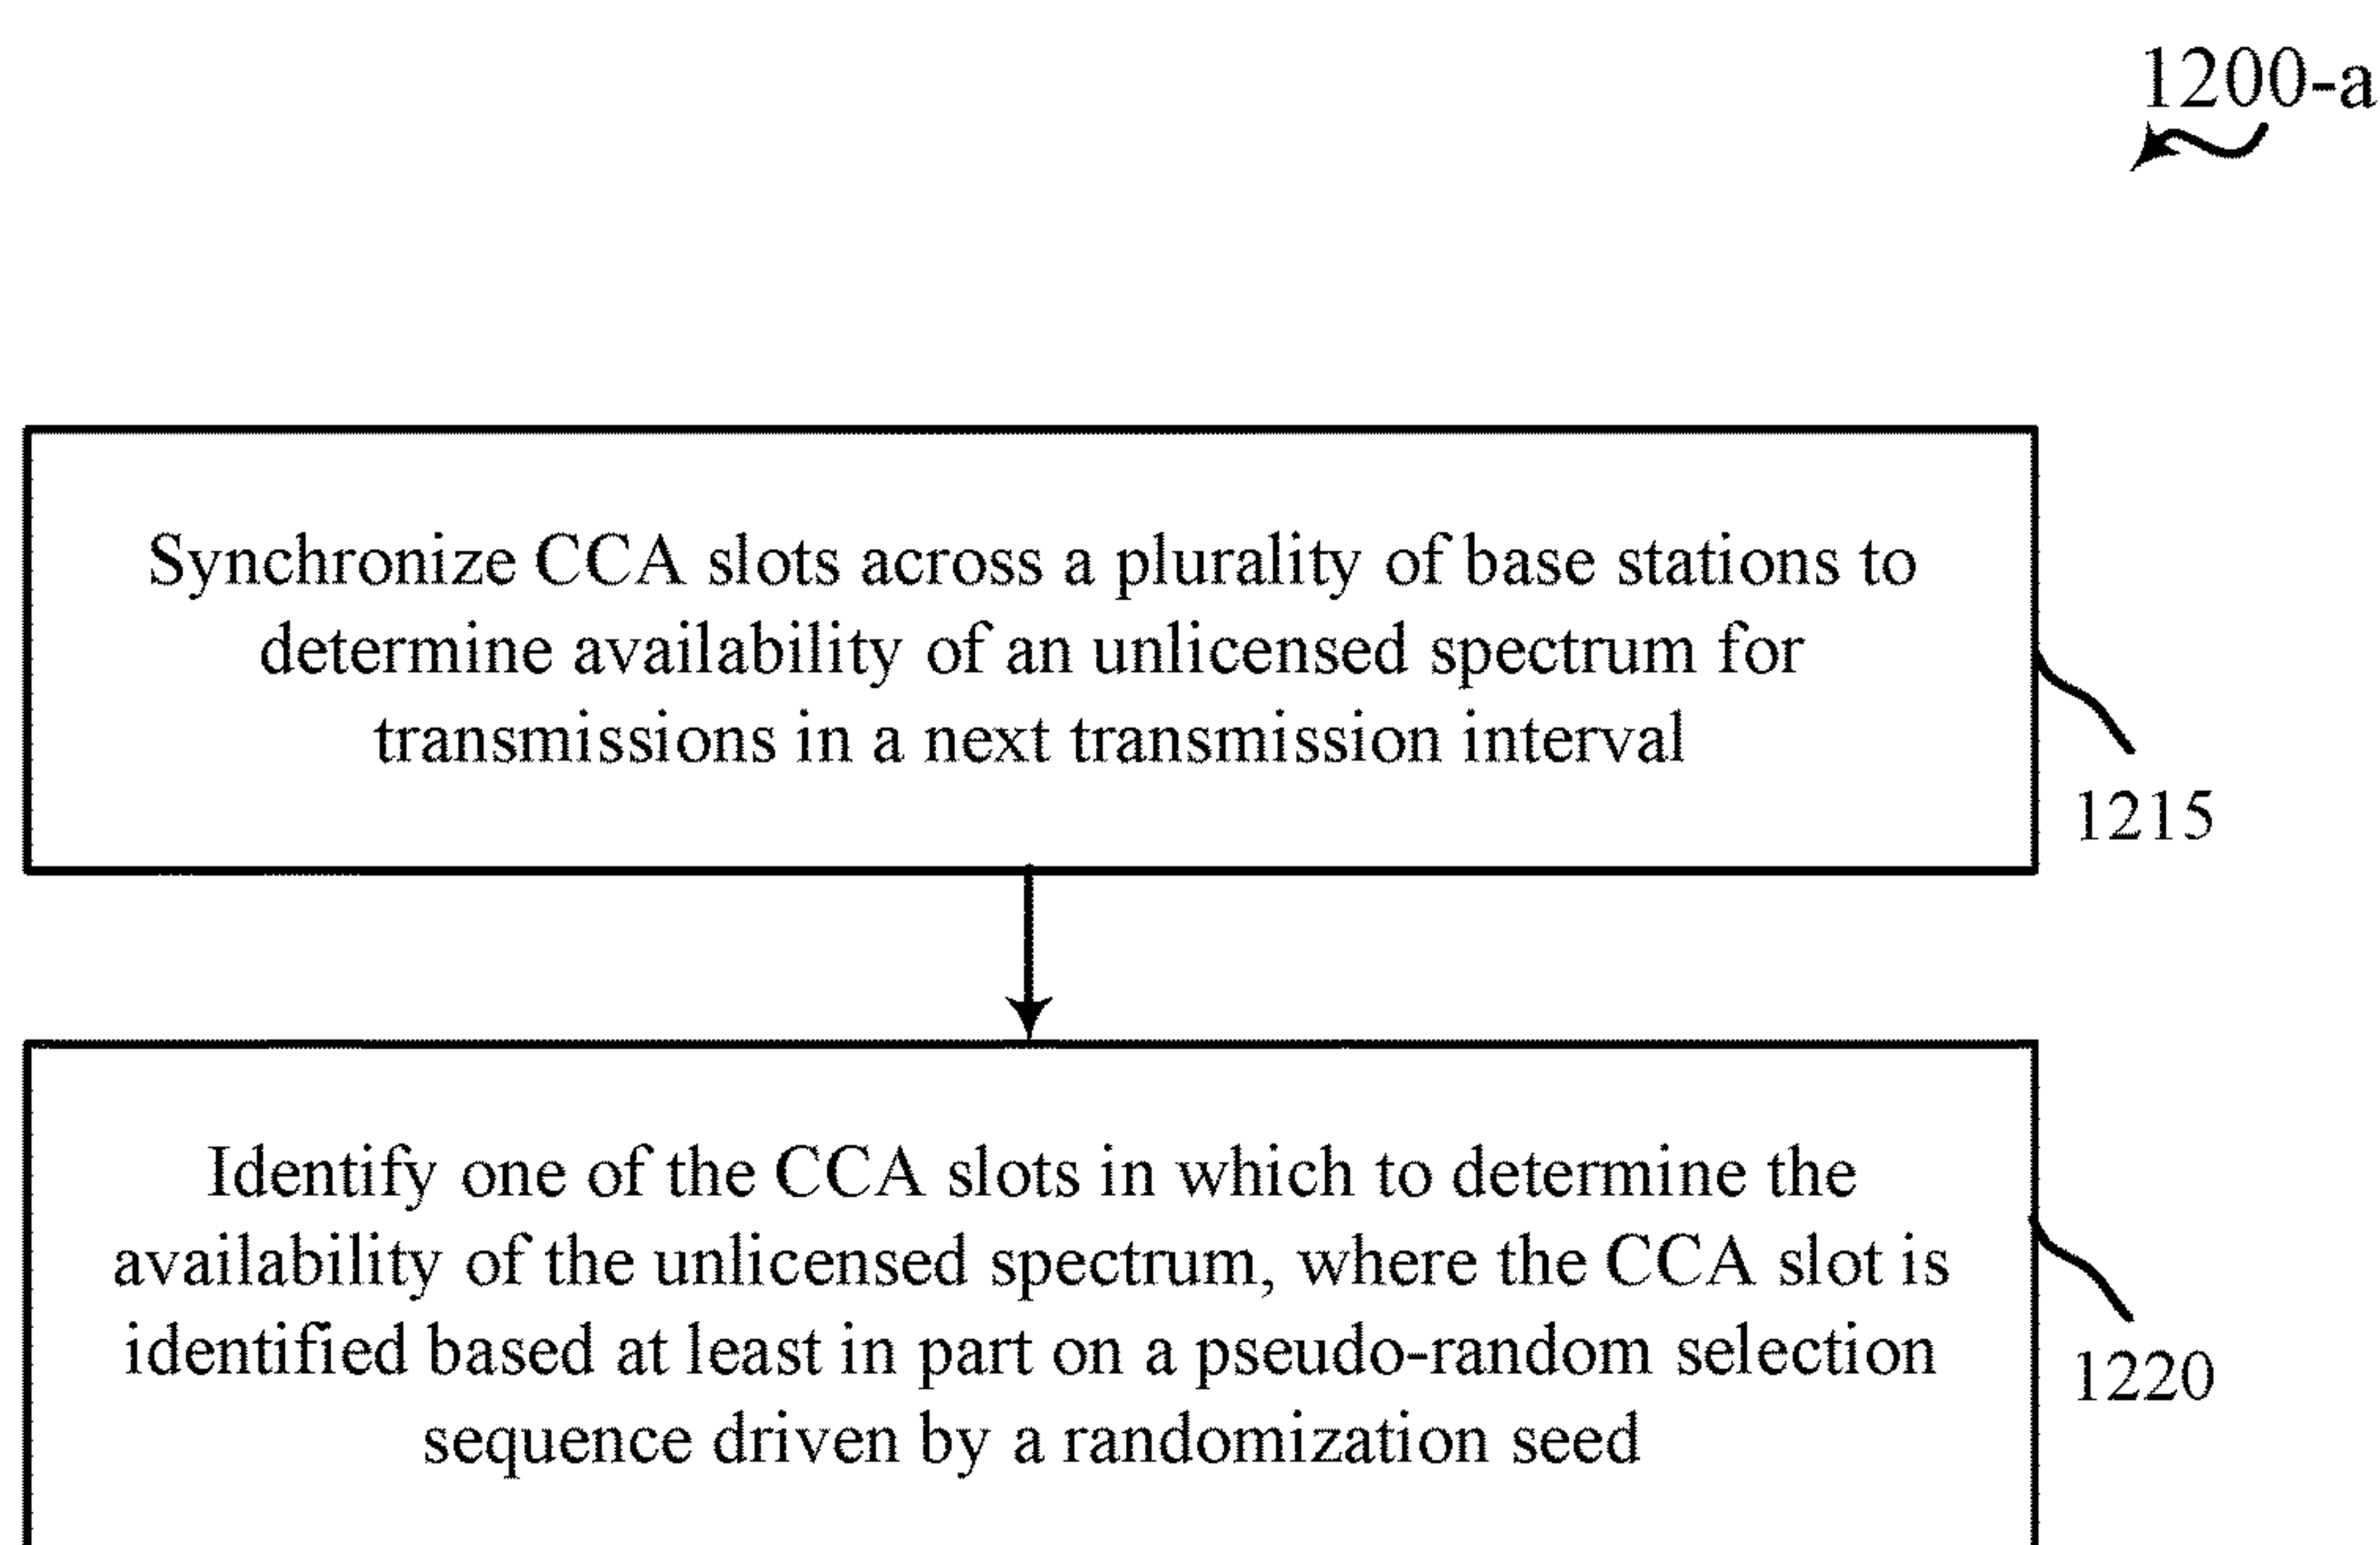 1200-a
Synchronize CCA slots across a plurality of base stations to
determine availability of an unlicensed spectrum for
transmissions in a next transmission interval
1215
Identify one of the CCA slots in which to determine the
availability of the unlicensed spectrum, where the CCA slot is
identified based at least in part on a pseudo-random selection
sequence driven by a randomization seed
1220